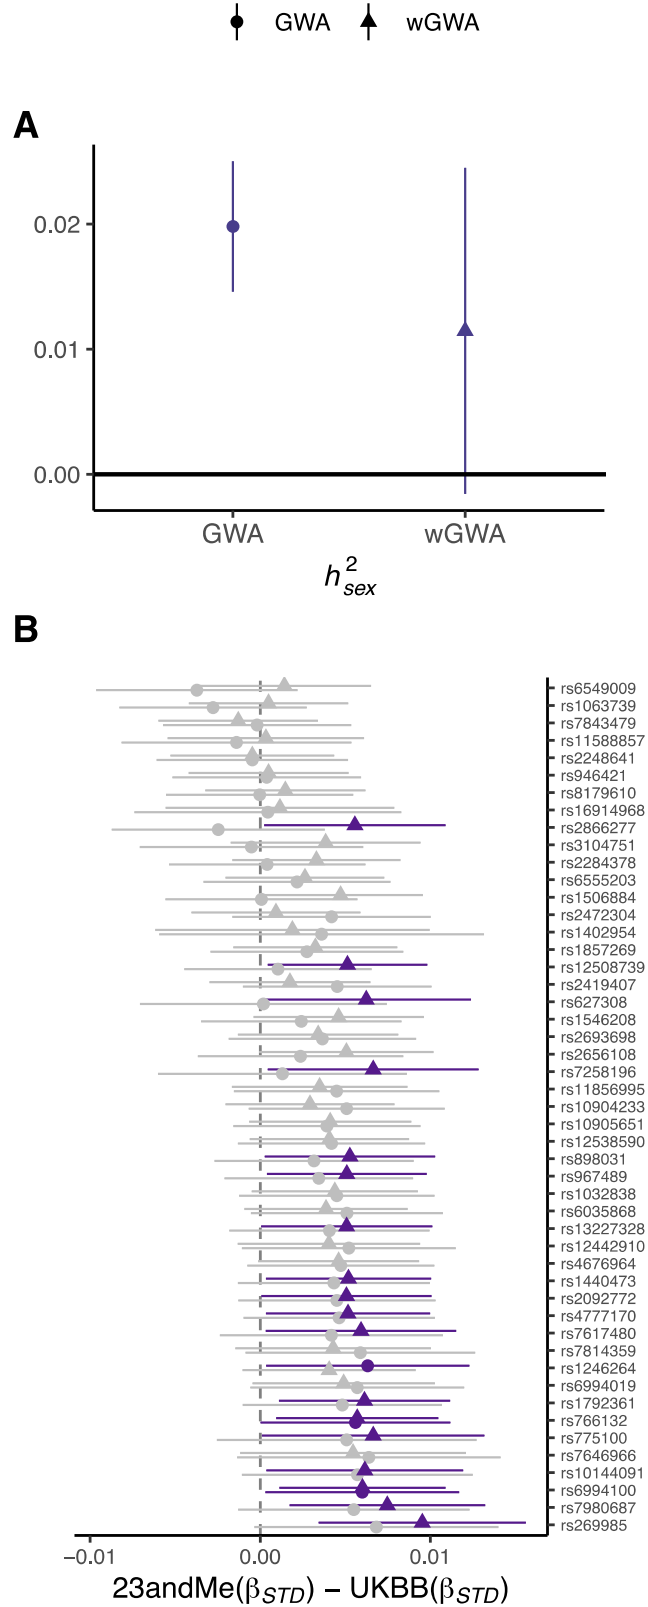 GWA wGWA
A
0.02
0.01
0.00
GWA wGWA
h²sex
B
rs6549009
rs1063739
rs7843479
rs11588857
rs2248641
rs946421
rs8179610
rs16914968
rs2866277
rs3104751
rs2284378
rs6555203
rs1506884
rs2472304
rs1402954
rs1857269
rs12508739
rs2419407
rs627308
rs1546208
rs2693698
rs2656108
rs7258196
rs11856995
rs10904233
rs10905651
rs12538590
rs898031
rs967489
rs1032838
rs6035868
rs13227328
rs12442910
rs4676964
rs1440473
rs2092772
rs4777170
rs7617480
rs7814359
rs1246264
rs6994019
rs1792361
rs766132
rs775100
rs7646966
rs10144091
rs6994100
rs7980687
rs269985
−0.01 0.00 0.01
23andMe(βSTD) − UKBB(βSTD)